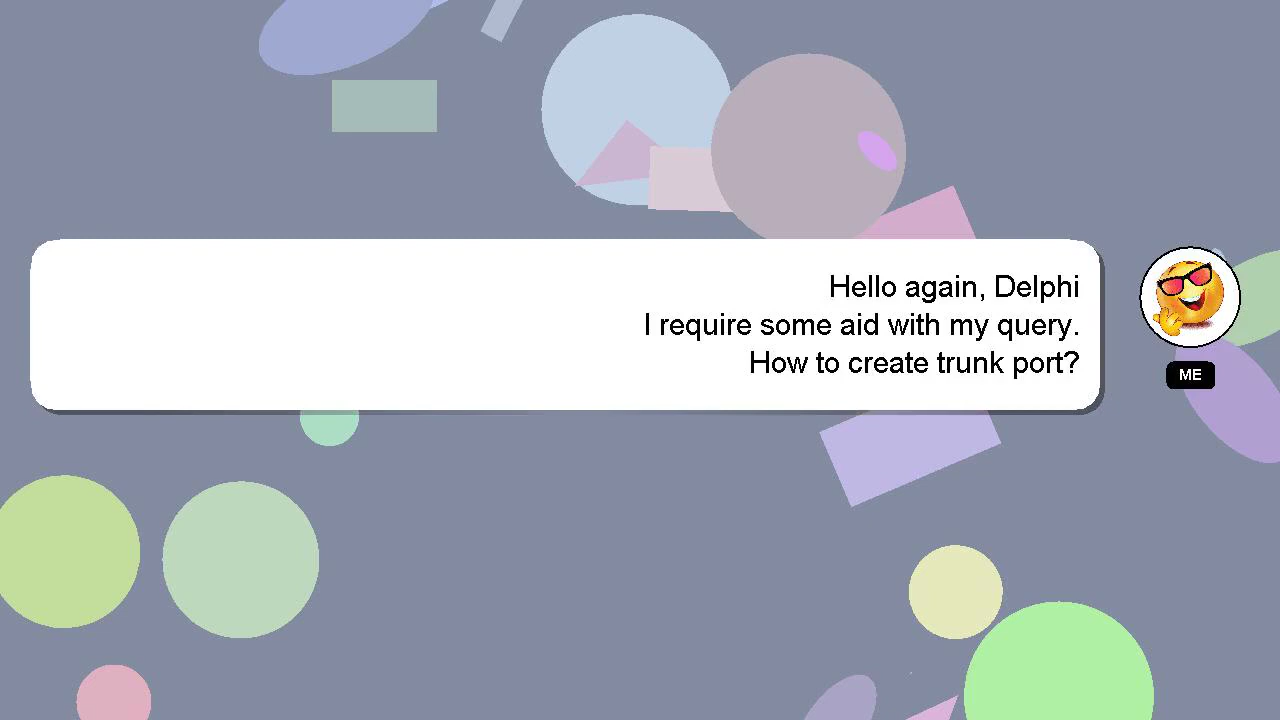 Hello again, Delphi
I require some aid with my query.
How to create trunk port?
ME